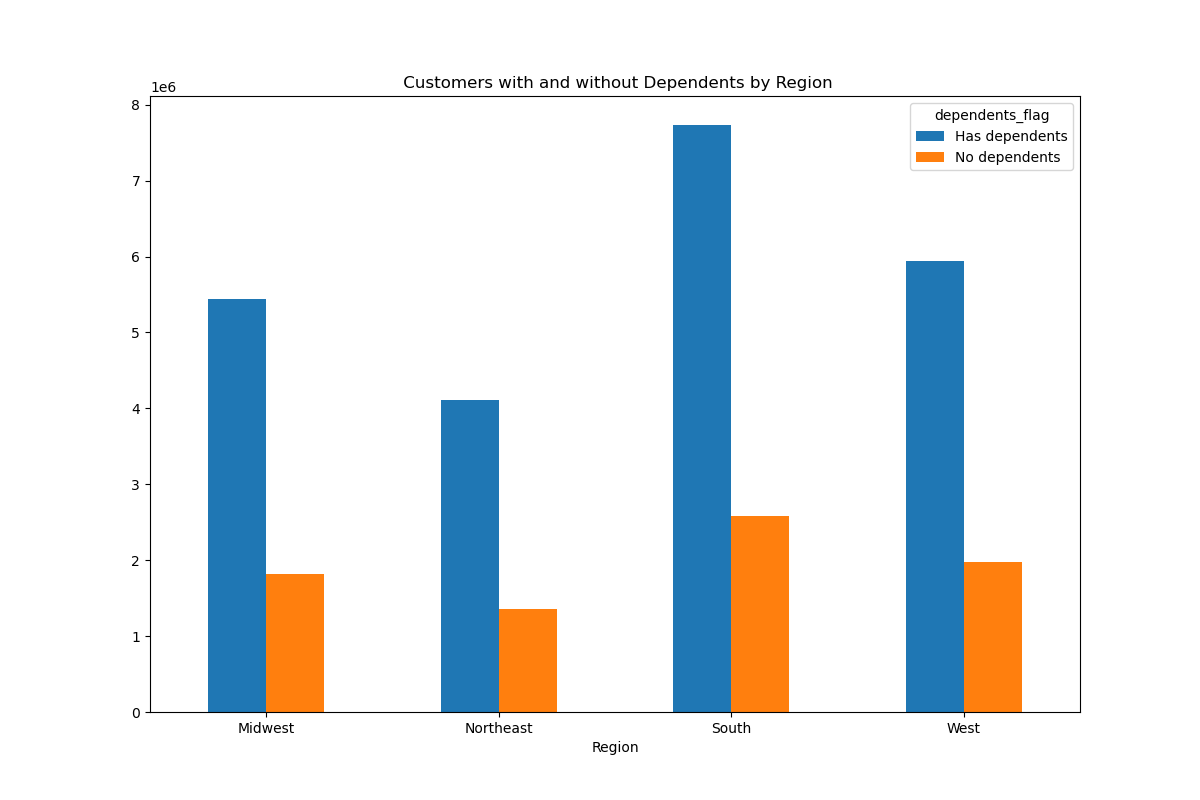 Customers with and without Dependents by Region
1e6
8
7
6
5
4
3
2
1
0
dependents_flag
Has dependents
No dependents
Midwest
Northeast
South
West
Region